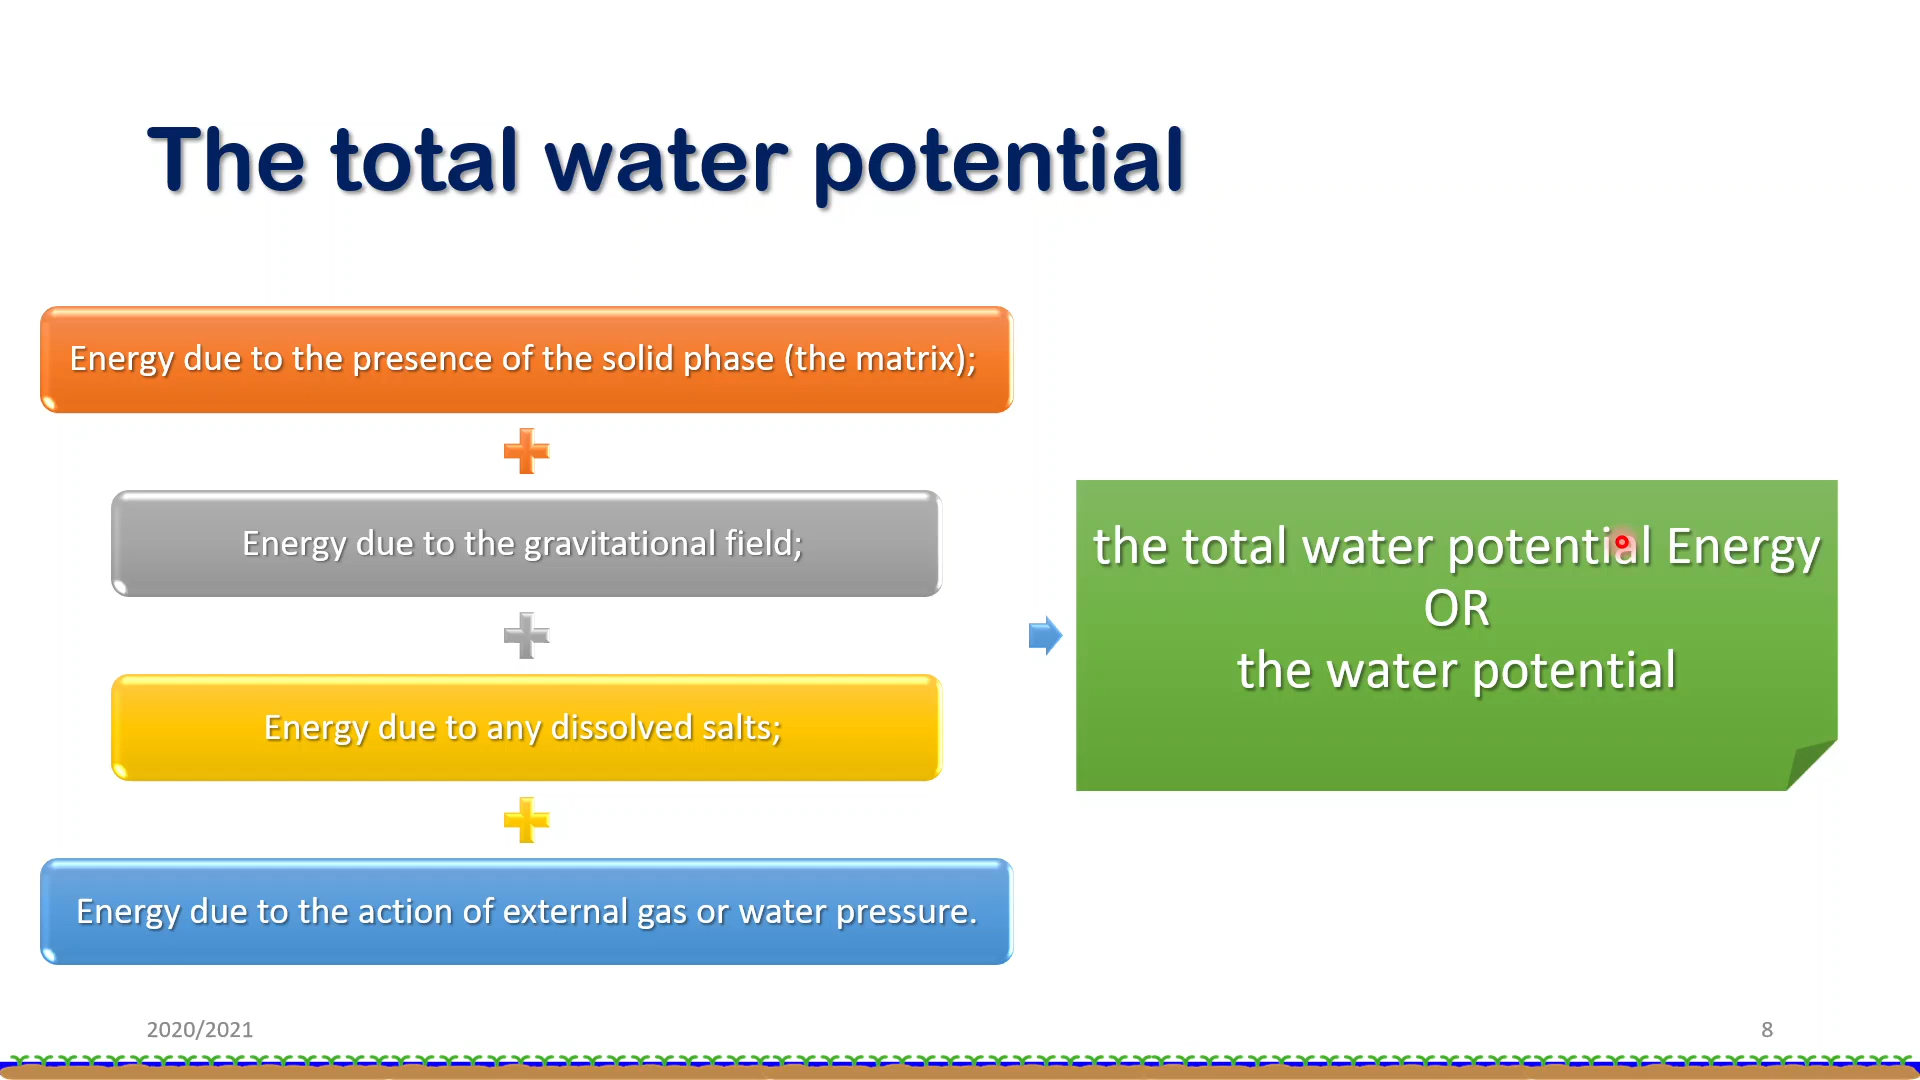 The total water potential
Energy due to the presence of the solid phase (the matrix);
Energy due to the gravitational field;
Energy due to any dissolved salts;
Energy due to the action of external gas or water pressure.
the total water potential Energy
OR
the water potential
2020/2021
8